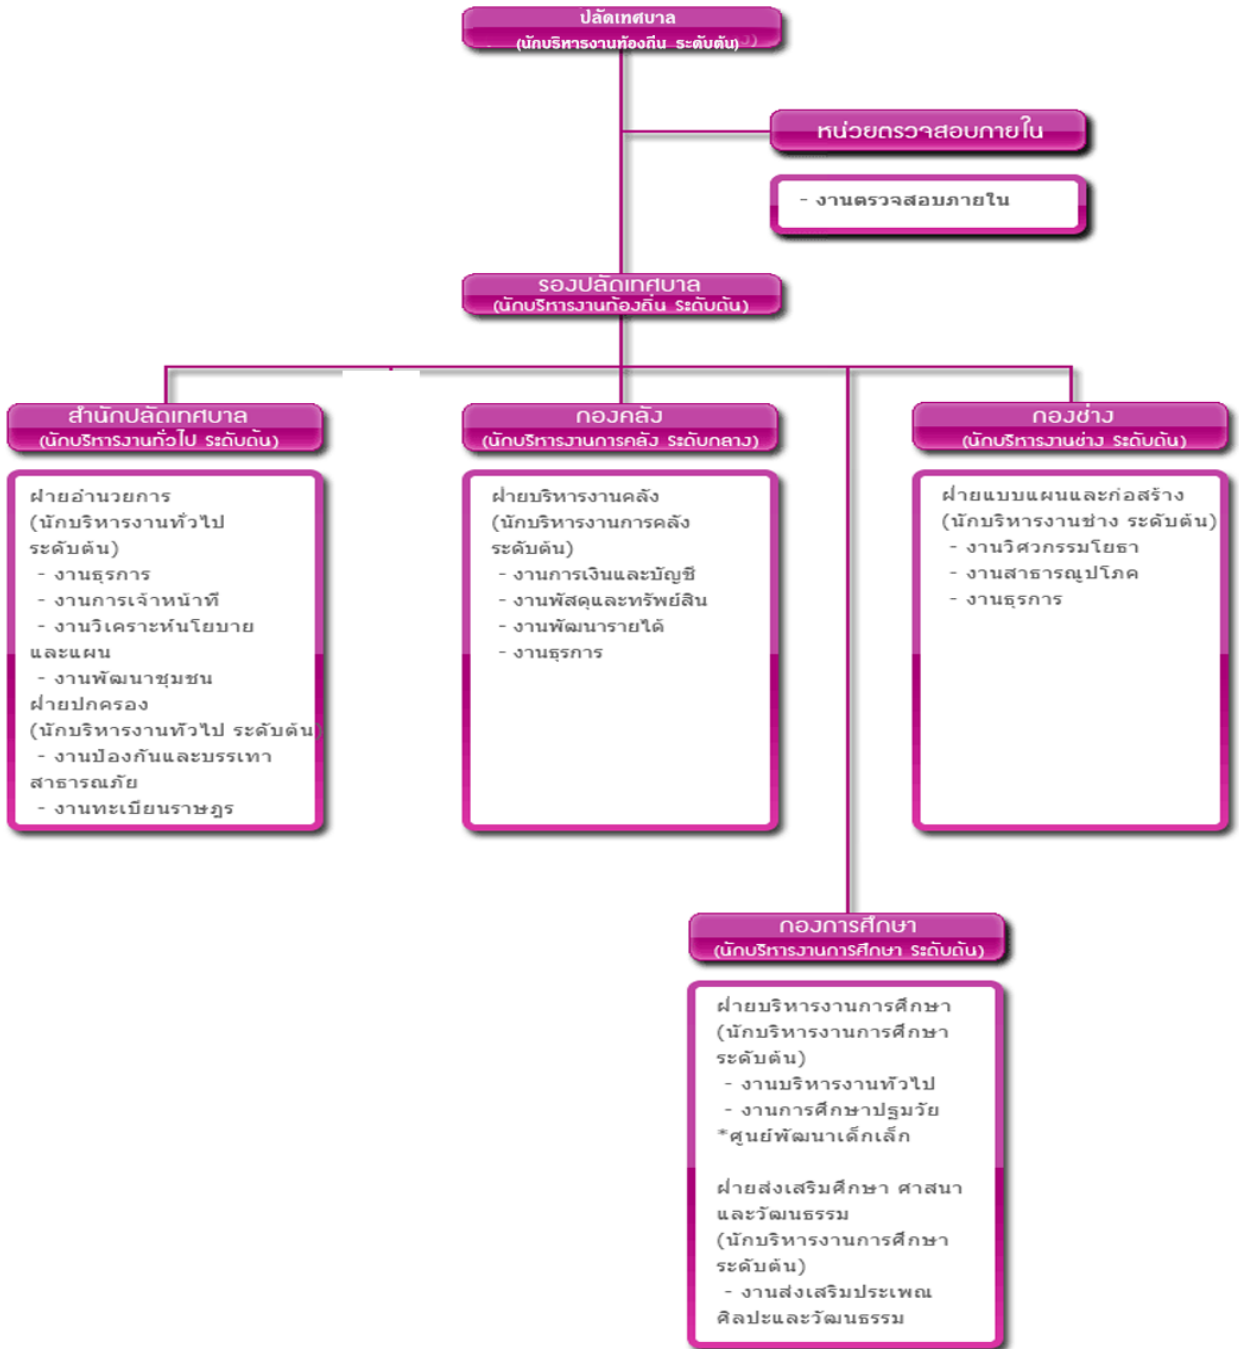 ปลัดเทศบาล
(นักบริหารงานท้องถิ่น ระดับต้น)
หน่วยตรวจสอบภายใน
- งานตรวจสอบภายใน
รองปลัดเทศบาล
(นักบริหารงานท้องถิ่น ระดับต้น)
สำนักปลัดเทศบาล
(นักบริหารงานทั่วไป ระดับต้น)
ฝ่ายอำนวยการ
(นักบริหารงานทั่วไป
ระดับต้น)
- งานธุรการ
- งานการเจ้าหน้าที่
- งานวิเคราะห์นโยบาย
และแผน
- งานพัฒนาชุมชน
ฝ่ายปกครอง
(นักบริหารงานทั่วไป ระดับต้น)
- งานป้องกันและบรรเทา
สาธารณภัย
- งานทะเบียนราษฎร
กองคลัง
(นักบริหารงานการคลัง ระดับกลาง)
ฝ่ายบริหารงานคลัง
(นักบริหารงานการคลัง
ระดับต้น)
- งานการเงินและบัญชี
- งานพัสดุและทรัพย์สิน
- งานพัฒนารายได้
- งานธุรการ
กองช่าง
(นักบริหารงานช่าง ระดับต้น)
ฝ่ายแบบแผนและก่อสร้าง
(นักบริหารงานช่าง ระดับต้น)
- งานวิศวกรรมโยธา
- งานสาธารณูปโภค
- งานธุรการ
กองการศึกษา
(นักบริหารงานการศึกษา ระดับต้น)
ฝ่ายบริหารงานการศึกษา
(นักบริหารงานการศึกษา
ระดับต้น)
- งานบริหารงานทั่วไป
- งานการศึกษาปฐมวัย
*ศูนย์พัฒนาเด็กเล็ก
ฝ่ายส่งเสริมศึกษา ศาสนา
และวัฒนธรรม
(นักบริหารงานการศึกษา
ระดับต้น)
- งานส่งเสริมประเพณ
ศิลปะและวัฒนธรรม